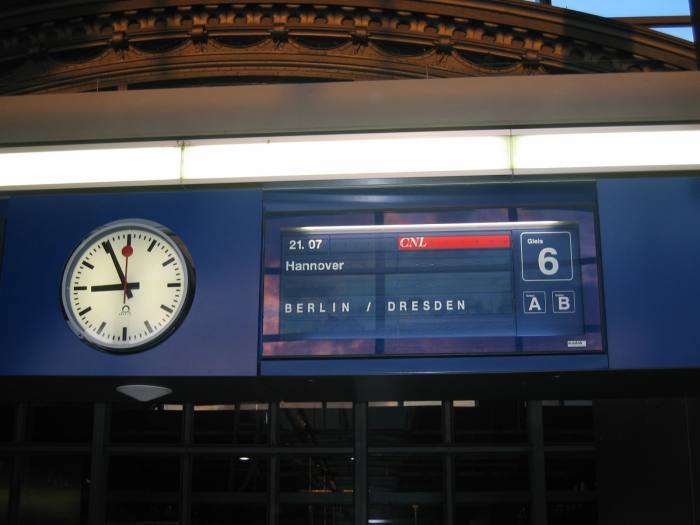 21. 07 CNL
Hannover
BERLIN / DRESDEN
Gleis
6
A B